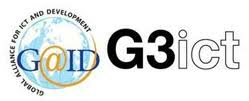 GLOBAL ALLIANCE FOR ICT AND DEVELOPMENT
G@ID
G3ict